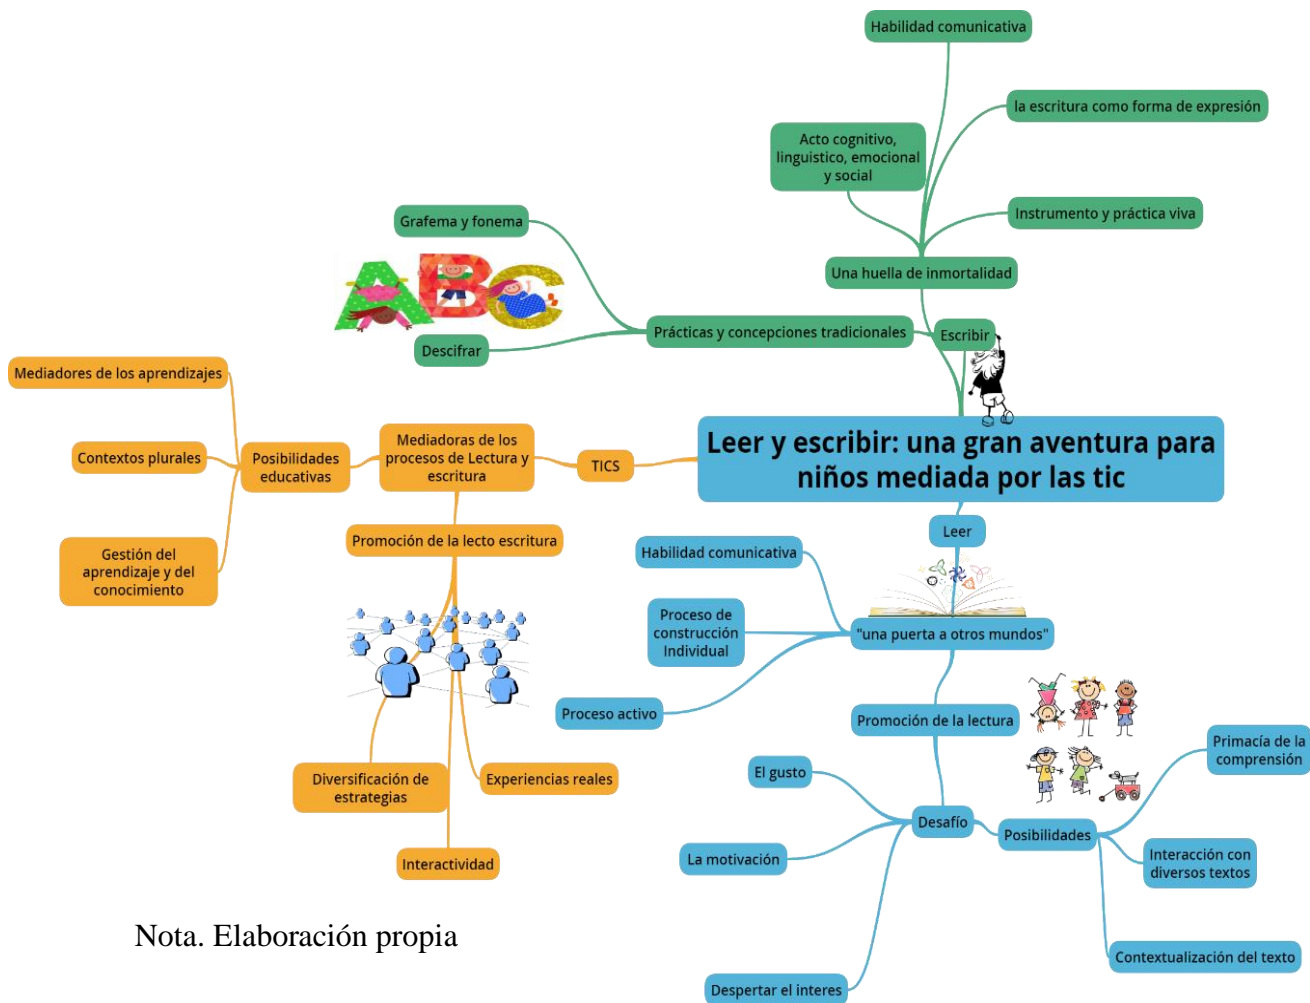 Habilidad comunicativa
la escritura como forma de expresión
Acto cognitivo,
linguistico, emocional
y social
Instrumento y práctica viva
Grafema y fonema
Una huella de inmortalidad
Prácticas y concepciones tradicionales
Escribir
Descifrar
ABC
Leer y escribir: una gran aventura para
niños mediada por las tic
TICS
Mediadoras de los
procesos de Lectura y
escritura
Posibilidades
educativas
Mediadores de los aprendizajes
Contextos plurales
Gestión del
aprendizaje y del
conocimiento
Promoción de la lecto escritura
Diversificación de
estrategias
Experiencias reales
Interactividad
Leer
Habilidad comunicativa
Proceso de
construcción
Individual
"una puerta a otros mundos"
Proceso activo
Promoción de la lectura
El gusto
Desafío
La motivación
Despertar el interes
Posibilidades
Primacía de la
comprensión
Interacción con
diversos textos
Contextualización del texto
Nota. Elaboración propia